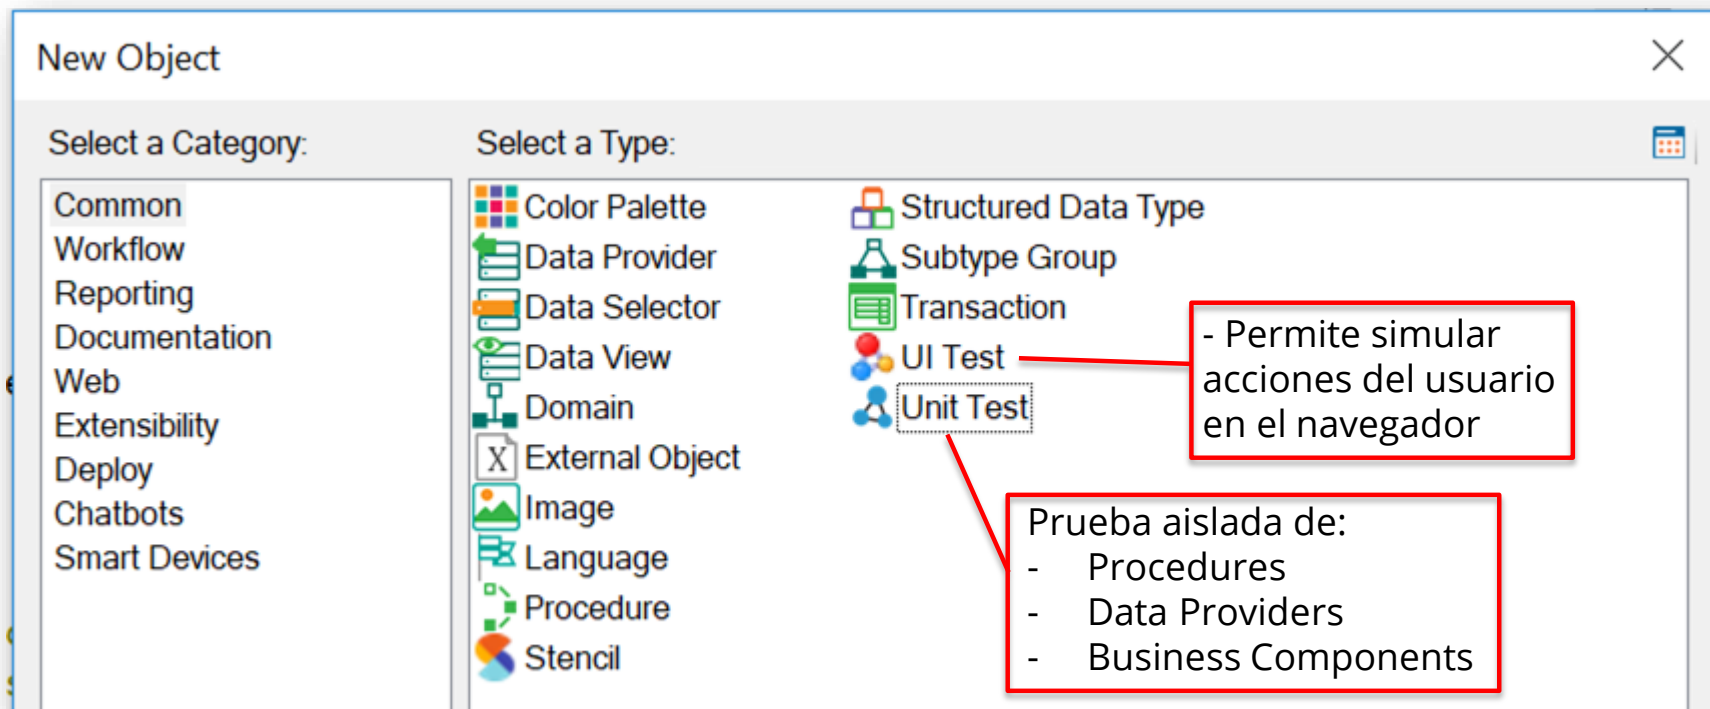 New Object
Select a Category:
Select a Type:
Common
Workflow
Reporting
Documentation
Web
Extensibility
Deploy
Chatbots
Smart Devices
Color Palette
Data Provider
Data Selector
Data View
Domain
External Object
Image
Language
Procedure
Stencil
Structured Data Type
Subtype Group
Transaction
UI Test
Unit Test
- Permite simular
acciones del usuario
en el navegador
Prueba aislada de:
- Procedures
- Data Providers
- Business Components